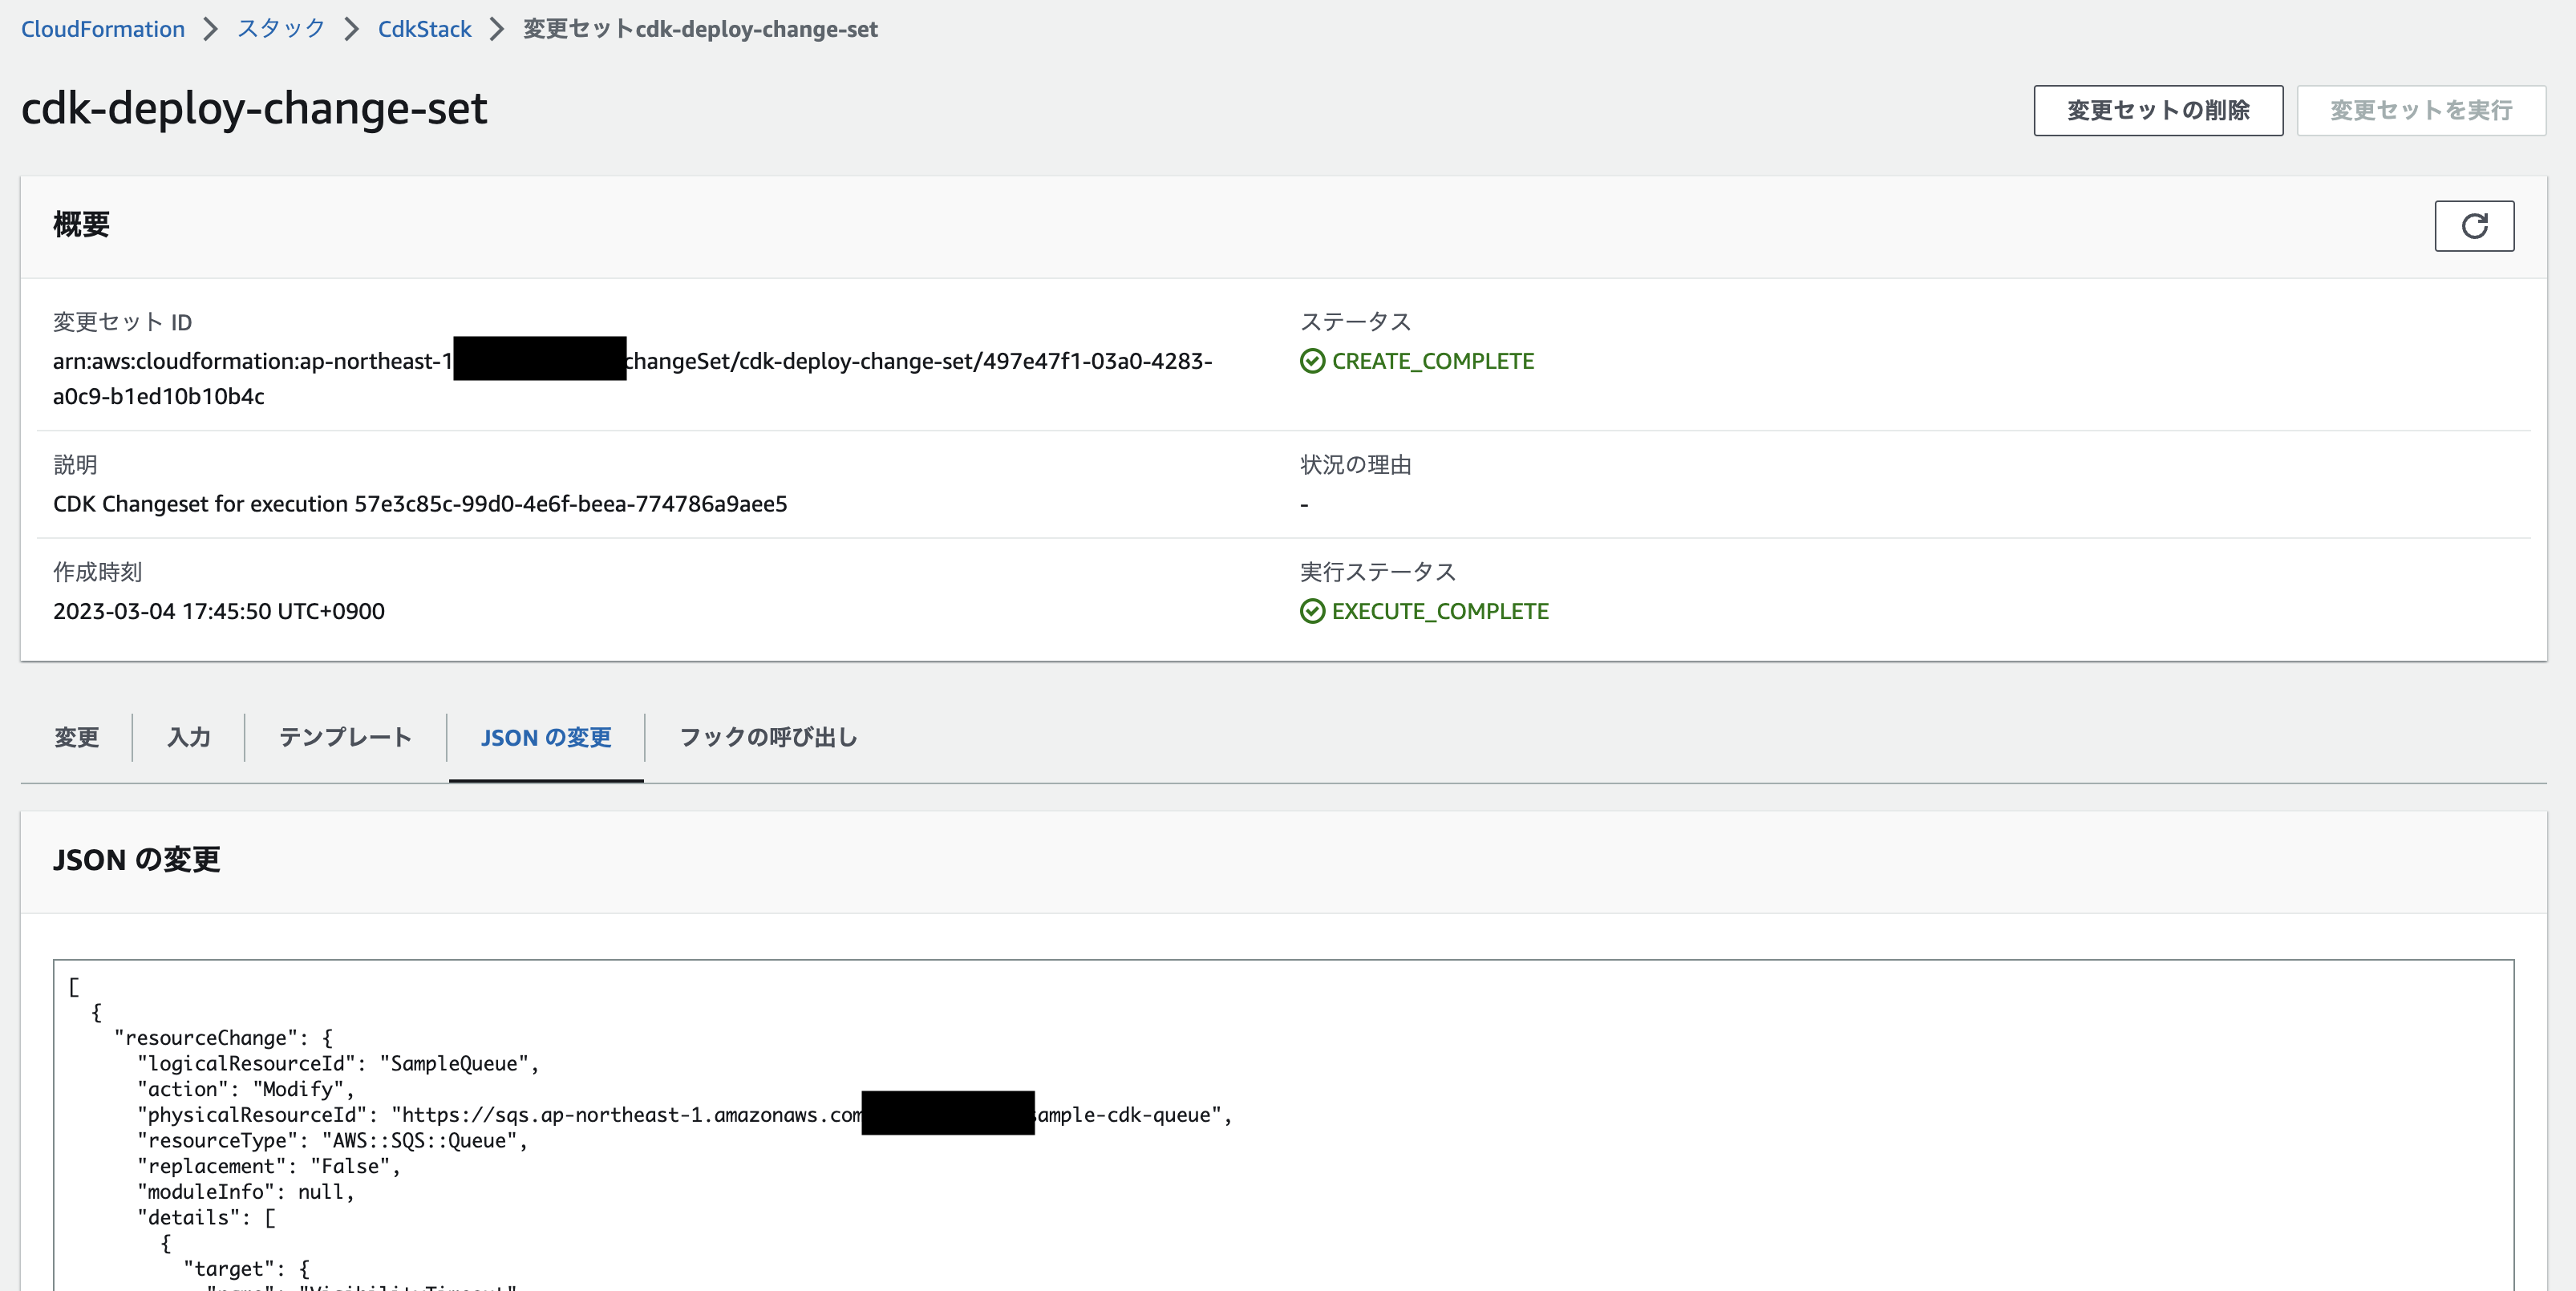 CloudFormation > スタック > CdkStack > 変更セットcdk-deploy-change-set
cdk-deploy-change-set
変更セットの削除
変更セットを実行
概要
変更セット ID
arn:aws:cloudformation:ap-northeast-1 changeSet/cdk-deploy-change-set/497e47f1-03a0-4283-
a0c9-b1ed10b10b4c
ステータス
CREATE_COMPLETE
説明
CDK Changeset for execution 57e3c85c-99d0-4e6f-beea-774786a9aee5
状況の理由
-
作成時刻
2023-03-04 17:45:50 UTC+0900
実行ステータス
EXECUTE_COMPLETE
変更
入力
テンプレート
JSON の変更
フックの呼び出し
JSON の変更
[
{
"resourceChange": {
"logicalResourceId": "SampleQueue",
"action": "Modify",
"physicalResourceId": "https://sqs.ap-northeast-1.amazonaws.com ample-cdk-queue",
"resourceType": "AWS::SQS::Queue",
"replacement": "False",
"moduleInfo": null,
"details": [
{
"target": {
"name": "VisibilityTimeout"